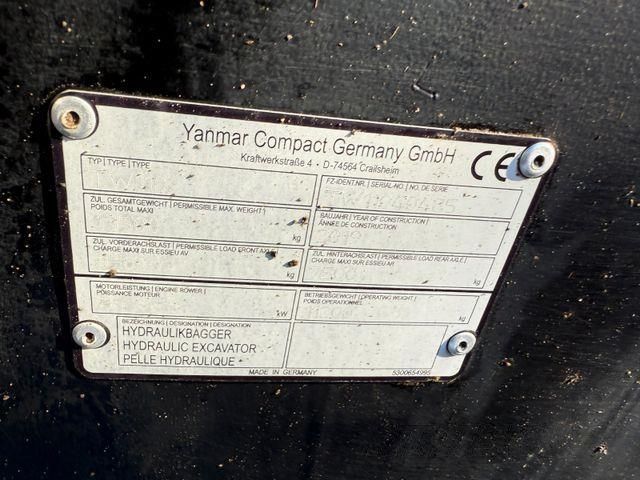 Yanmar Compact Germany GmbH
Kraftwerkstraße 4 • D-74564 Crailsheim
CE
TYP | TYPE | TYPE
FZ-IDENT.NR. | SERIAL-NO. | NO. DE SERIE
ZUL. GESAMTGEWICHT | PERMISSIBLE MAX. WEIGHT |
POIDS TOTAL MAXI
kg
BAUJAHR | YEAR OF CONSTRUCTION |
ANNÉE DE CONSTRUCTION
ZUL. VORDERACHSLAST | PERMISSIBLE LOAD FRONT AXLE |
CHARGE MAXI SUR ESSIEU AV
kg
ZUL. HINTERACHSLAST | PERMISSIBLE LOAD REAR AXLE |
CHARGE MAXI SUR ESSIEU AR
kg
MOTORLEISTUNG | ENGINE ROWER |
POISSANCE MOTEUR
kW
BETRIEBSGEWICHT | OPERATING WEIGHT |
POIDS OPERATIONNEL
kg
BEZEICHNUNG | DESIGNATION | DESIGNATION
HYDRAULIKBAGGER
HYDRAULIC EXCAVATOR
PELLE HYDRAULIQUE
MADE IN GERMANY
5300654995